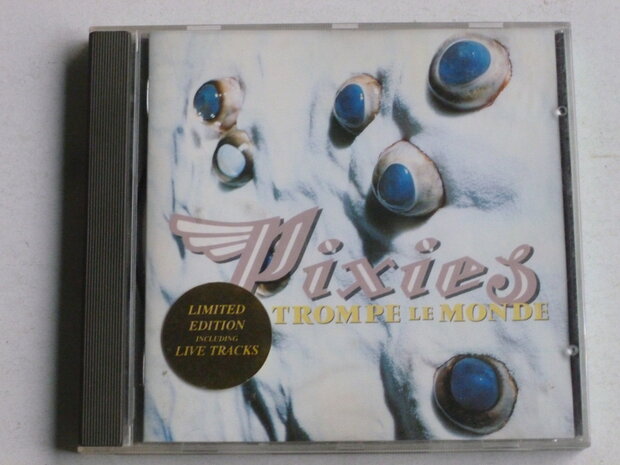 Pixies
TROMPE LE MONDE
LIMITED
EDITION
INCLUDING
LIVE TRACKS